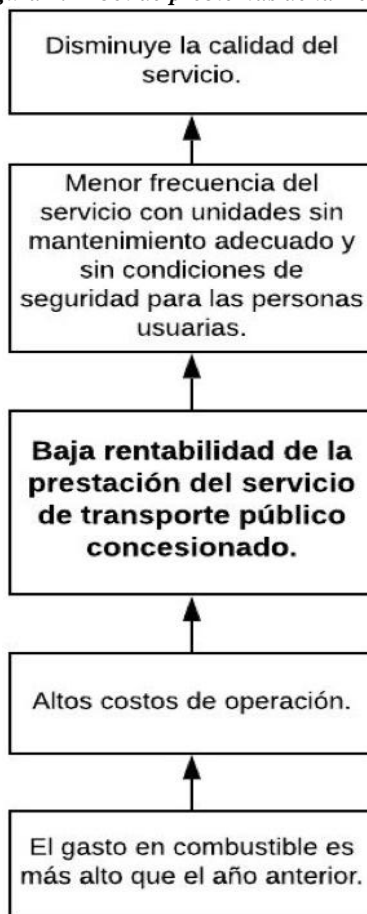 Disminuye la calidad del
servicio.
Menor frecuencia del
servicio con unidades sin
mantenimiento adecuado y
sin condiciones de
seguridad para las personas
usuarias.
Baja rentabilidad de la
prestación del servicio
de transporte público
concesionado.
Altos costos de operación.
El gasto en combustible es
más alto que el año anterior.